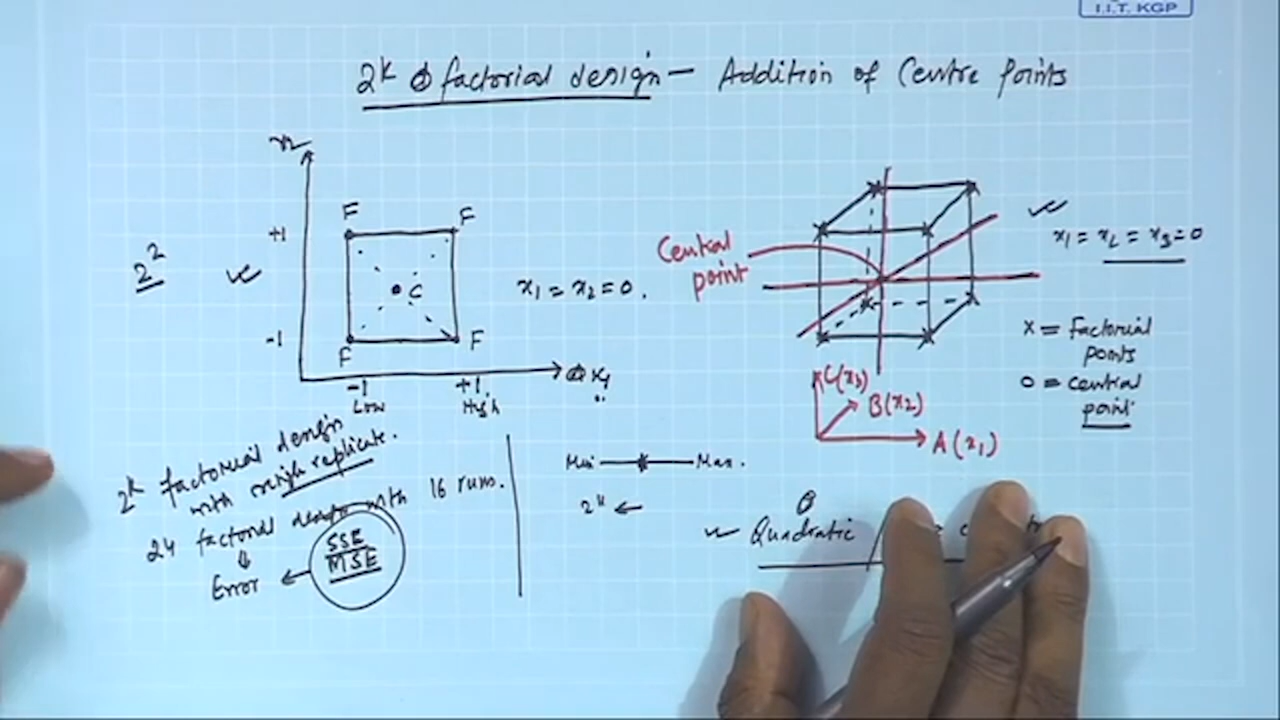 I.I.T. KGP
2K factorial design — Addition of Centre Points
x2
+1
-1
F
F
F
F
C
2^2
x1 = x2 = 0.
-1
Low
+1
High
x1
Central
point
x1 = x2 = x3 = 0
x = Factorial
points
0 = central
point
C(x3)
B(x2)
A(x1)
2K factorial design
with single replicate.
24 factorial design with 16 runs.
Error ←
SSE
MSE
Min
Max.
←
Quadratic